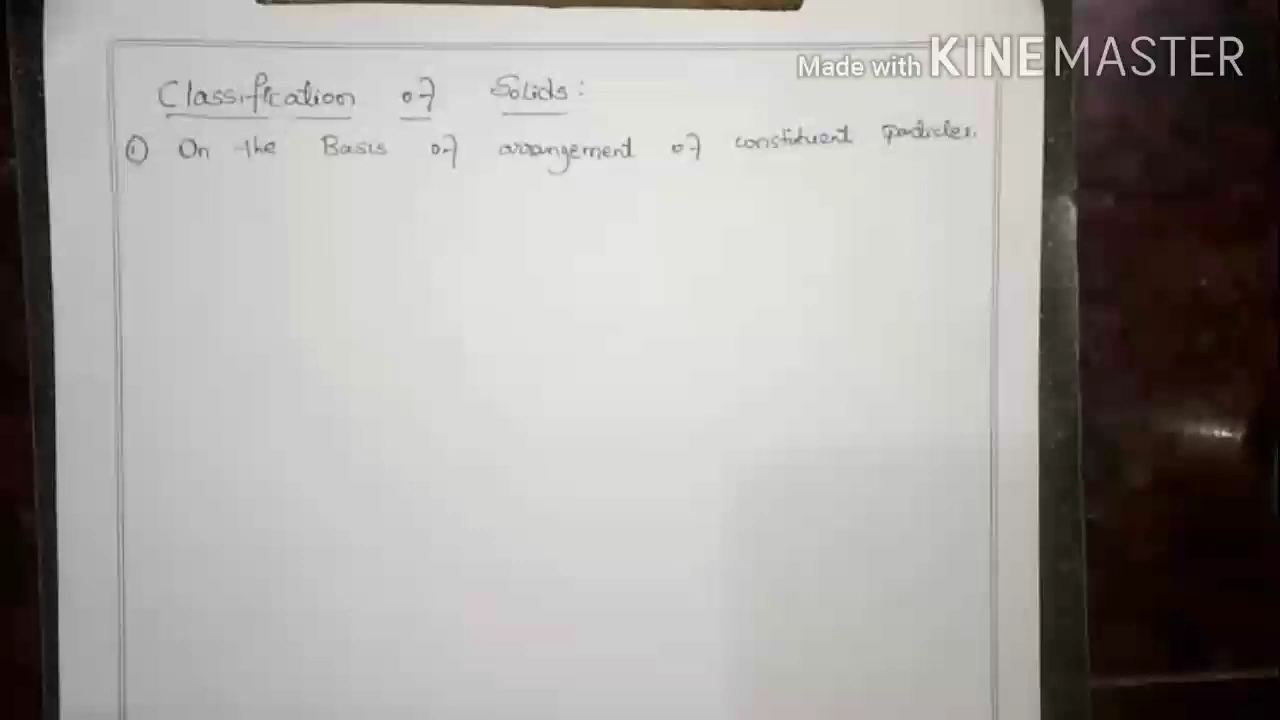 Made with KINEMASTER
Classification of Solids:
① On the Basis of arrangement of constituent particles.